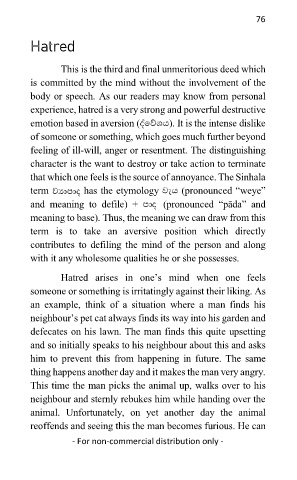 76
Hatred
This is the third and final unmeritorious deed which
is committed by the mind without the involvement of the
body or speech. As our readers may know from personal
experience, hatred is a very strong and powerful destructive
emotion based in aversion (ද්වේශය). It is the intense dislike
of someone or something, which goes much further beyond
feeling of ill-will, anger or resentment. The distinguishing
character is the want to destroy or take action to terminate
that which one feels is the source of annoyance. The Sinhala
term ව්‍යාපාද has the etymology වැය (pronounced “weye”
and meaning to defile) + පාද (pronounced “pāda” and
meaning to base). Thus, the meaning we can draw from this
term is to take an aversive position which directly
contributes to defiling the mind of the person and along
with it any wholesome qualities he or she possesses.
Hatred arises in one’s mind when one feels
someone or something is irritatingly against their liking. As
an example, think of a situation where a man finds his
neighbour’s pet cat always finds its way into his garden and
defecates on his lawn. The man finds this quite upsetting
and so initially speaks to his neighbour about this and asks
him to prevent this from happening in future. The same
thing happens another day and it makes the man very angry.
This time the man picks the animal up, walks over to his
neighbour and sternly rebukes him while handing over the
animal. Unfortunately, on yet another day the animal
reoffends and seeing this the man becomes furious. He can
- For non-commercial distribution only -